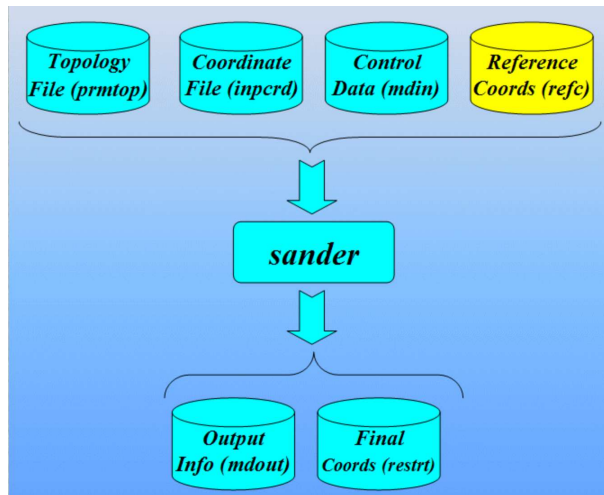 Topology
File (prmtop)
Coordinate
File (inpcrd)
Control
Data (mdin)
Reference
Coords (refc)
sander
Output
Info (mdout)
Final
Coords (restrt)